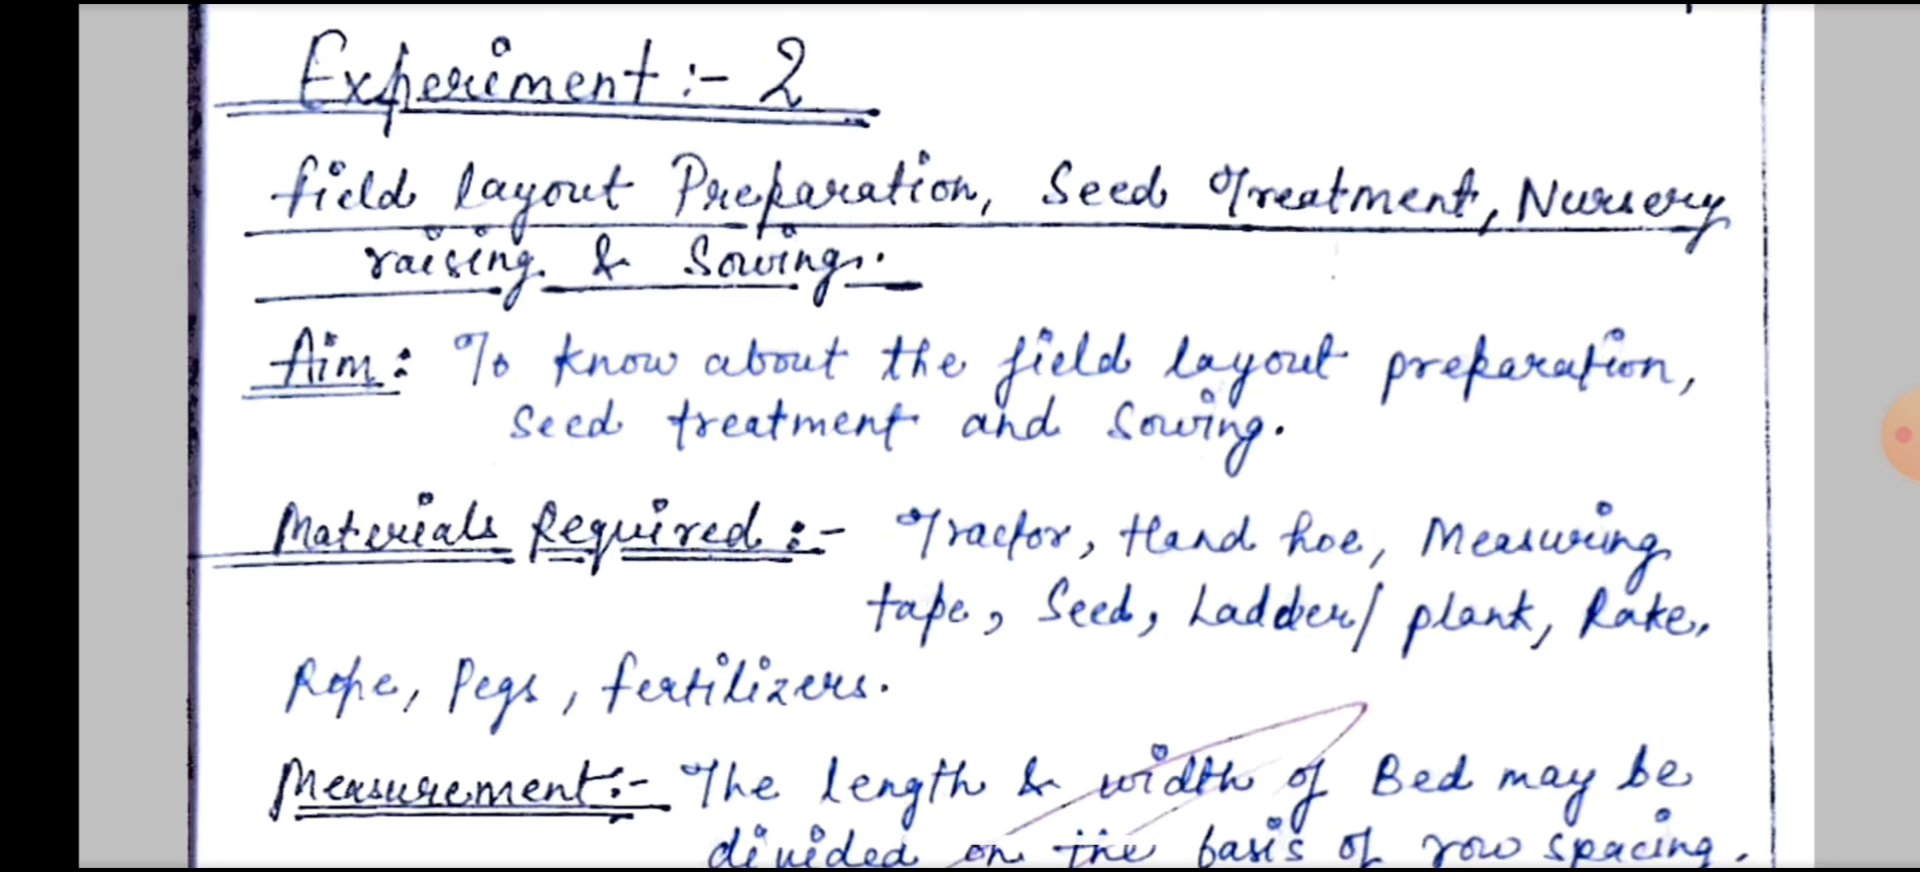 Experiment :- 2
field layout Preparation, Seed Treatment, Nursery
raising & Sowing.
Aim: To know about the field layout preparation,
Seed treatment and Sowing.
Materials Required :- Tractor, Hand hoe, Measuring
tape, Seed, Ladder/ plank, Rake,
Rope, Pegs, fertilizers.
Measurement:- The length & width of Bed may be
divided on the basis of row spacing.